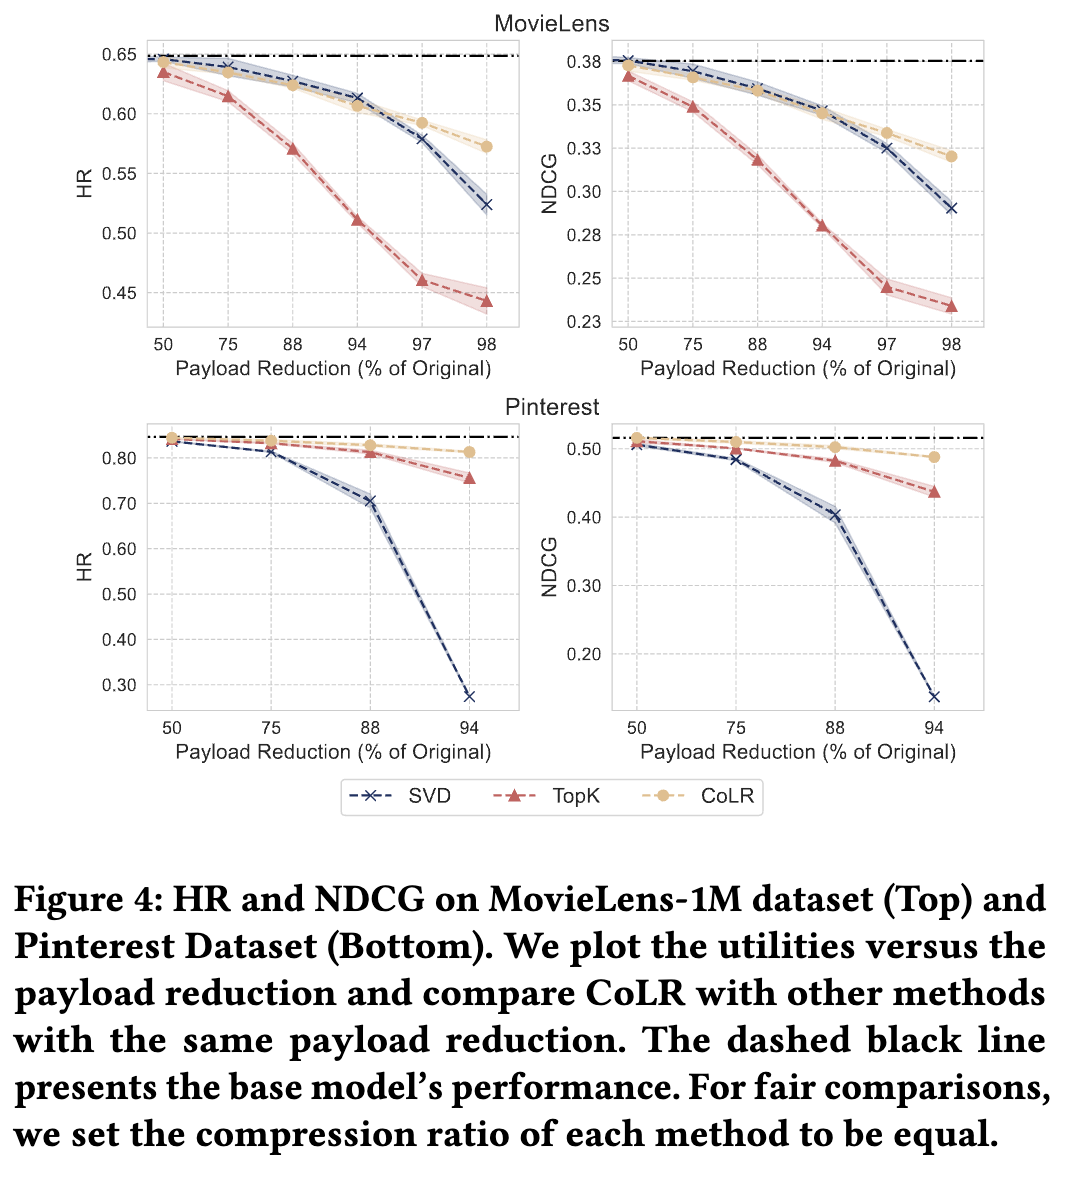 MovieLens
0.65
0.60
0.55
0.50
0.45
HR
50 75 88 94 97 98
Payload Reduction (% of Original)
0.38
0.35
0.33
0.30
0.28
0.25
0.23
NDCG
50 75 88 94 97 98
Payload Reduction (% of Original)
Pinterest
0.80
0.70
0.60
0.50
0.40
0.30
HR
50 75 88 94
Payload Reduction (% of Original)
0.50
0.40
0.30
0.20
NDCG
50 75 88 94
Payload Reduction (% of Original)
SVD TopK CoLR
Figure 4: HR and NDCG on MovieLens-1M dataset (Top) and
Pinterest Dataset (Bottom). We plot the utilities versus the
payload reduction and compare CoLR with other methods
with the same payload reduction. The dashed black line
presents the base model’s performance. For fair comparisons,
we set the compression ratio of each method to be equal.